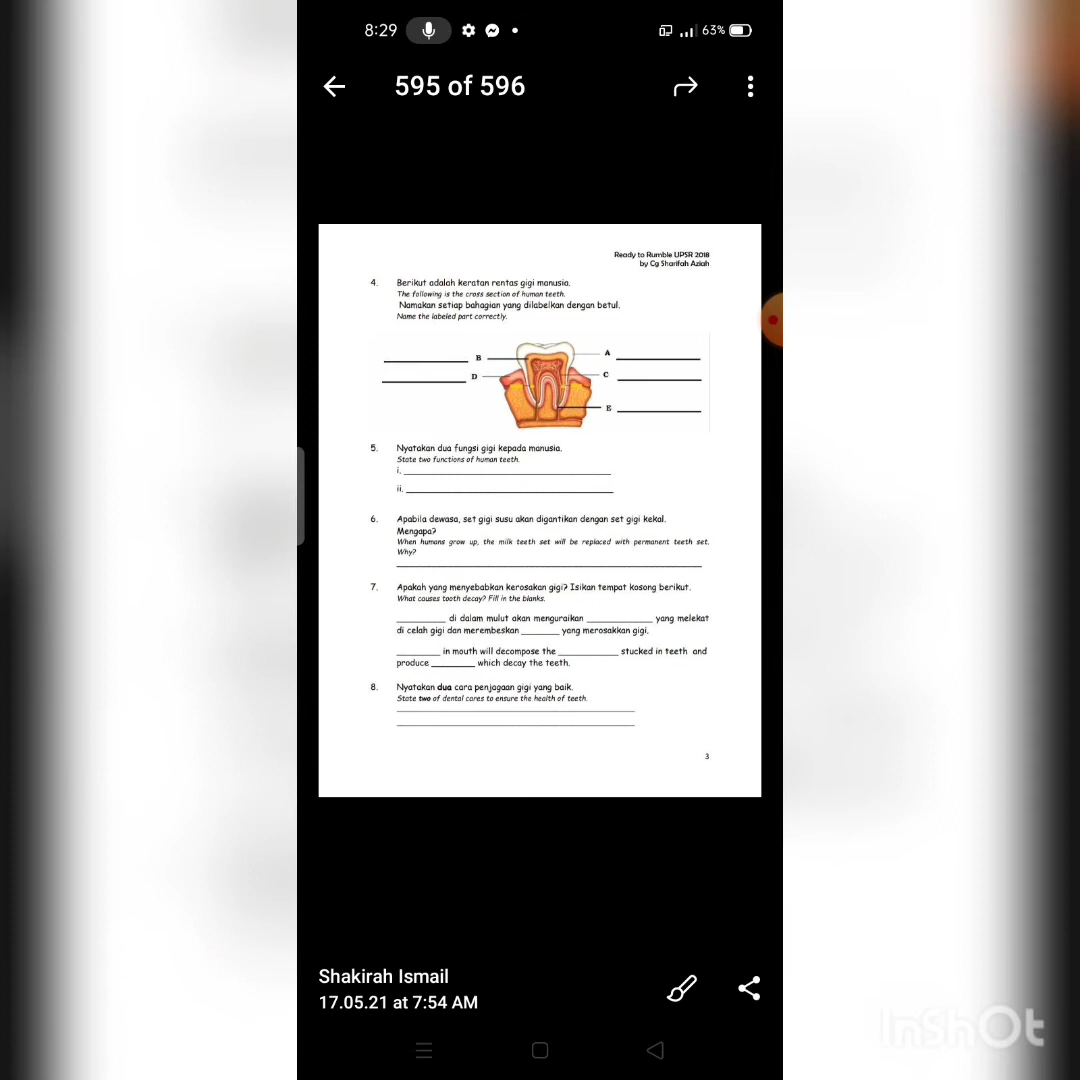 8:29
63%
595 of 596
Ready to Rumble UPSR 2018
by Cg Sharifah Aziah
4. Berikut adalah keratan rentas gigi manusia.
The following is the cross section of human teeth.
Namakan setiap bahagian yang dilabelkan dengan betul.
Name the labeled part correctly.
B A
D C
E
5. Nyatakan dua fungsi gigi kepada manusia.
State two functions of human teeth.
i. ____________________
ii. ____________________
6. Apabila dewasa, set gigi susu akan digantikan dengan set gigi kekal.
Mengapa?
When humans grow up, the milk teeth set will be replaced with permanent teeth set.
Why?
7. Apakah yang menyebabkan kerosakan gigi? Isikan tempat kosong berikut.
What causes tooth decay? Fill in the blanks.
________ di dalam mulut akan menguraikan ___________ yang melekat
di celah gigi dan merembeskan ______ yang merosakkan gigi.
_______ in mouth will decompose the __________ stucked in teeth and
produce _______ which decay the teeth.
8. Nyatakan dua cara penjagaan gigi yang baik.
State two of dental cares to ensure the health of teeth.
3
Shakirah Ismail
17.05.21 at 7:54 AM
InShOt